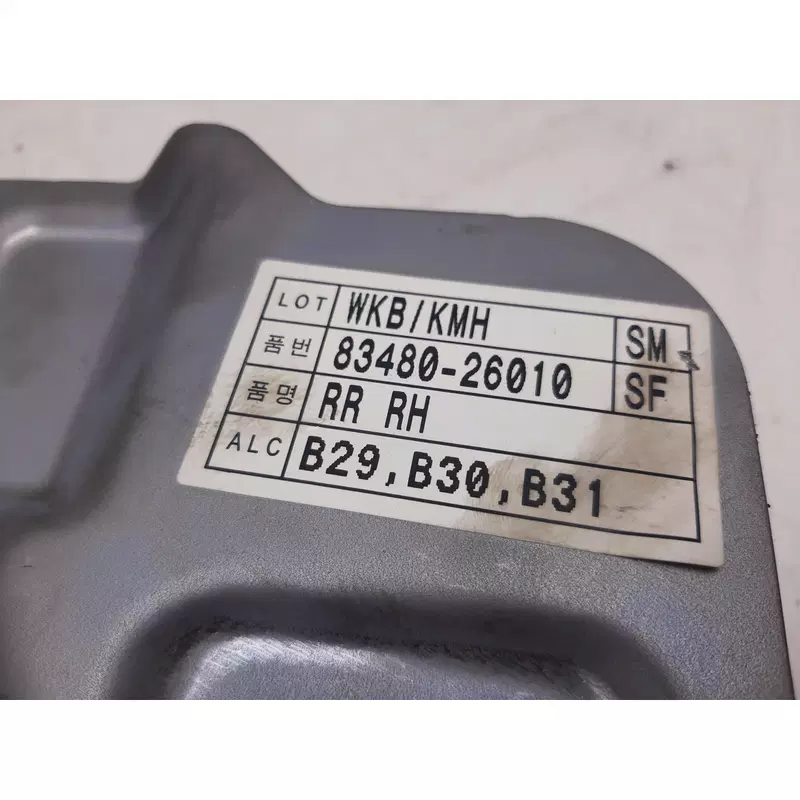 LOT WKB/KMH SM
품번 83480-26010 SF
품명 RR RH
ALC B29,B30,B31